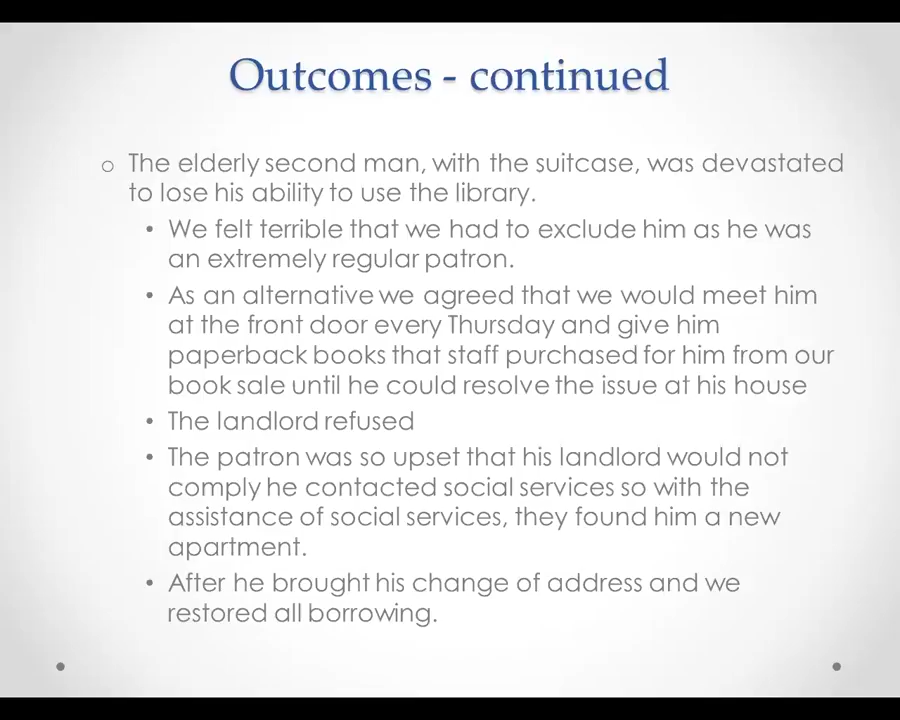 Outcomes - continued
The elderly second man, with the suitcase, was devastated
to lose his ability to use the library.
• We felt terrible that we had to exclude him as he was
an extremely regular patron.
• As an alternative we agreed that we would meet him
at the front door every Thursday and give him
paperback books that staff purchased for him from our
book sale until he could resolve the issue at his house
• The landlord refused
• The patron was so upset that his landlord would not
comply he contacted social services so with the
assistance of social services, they found him a new
apartment.
• After he brought his change of address and we
restored all borrowing.